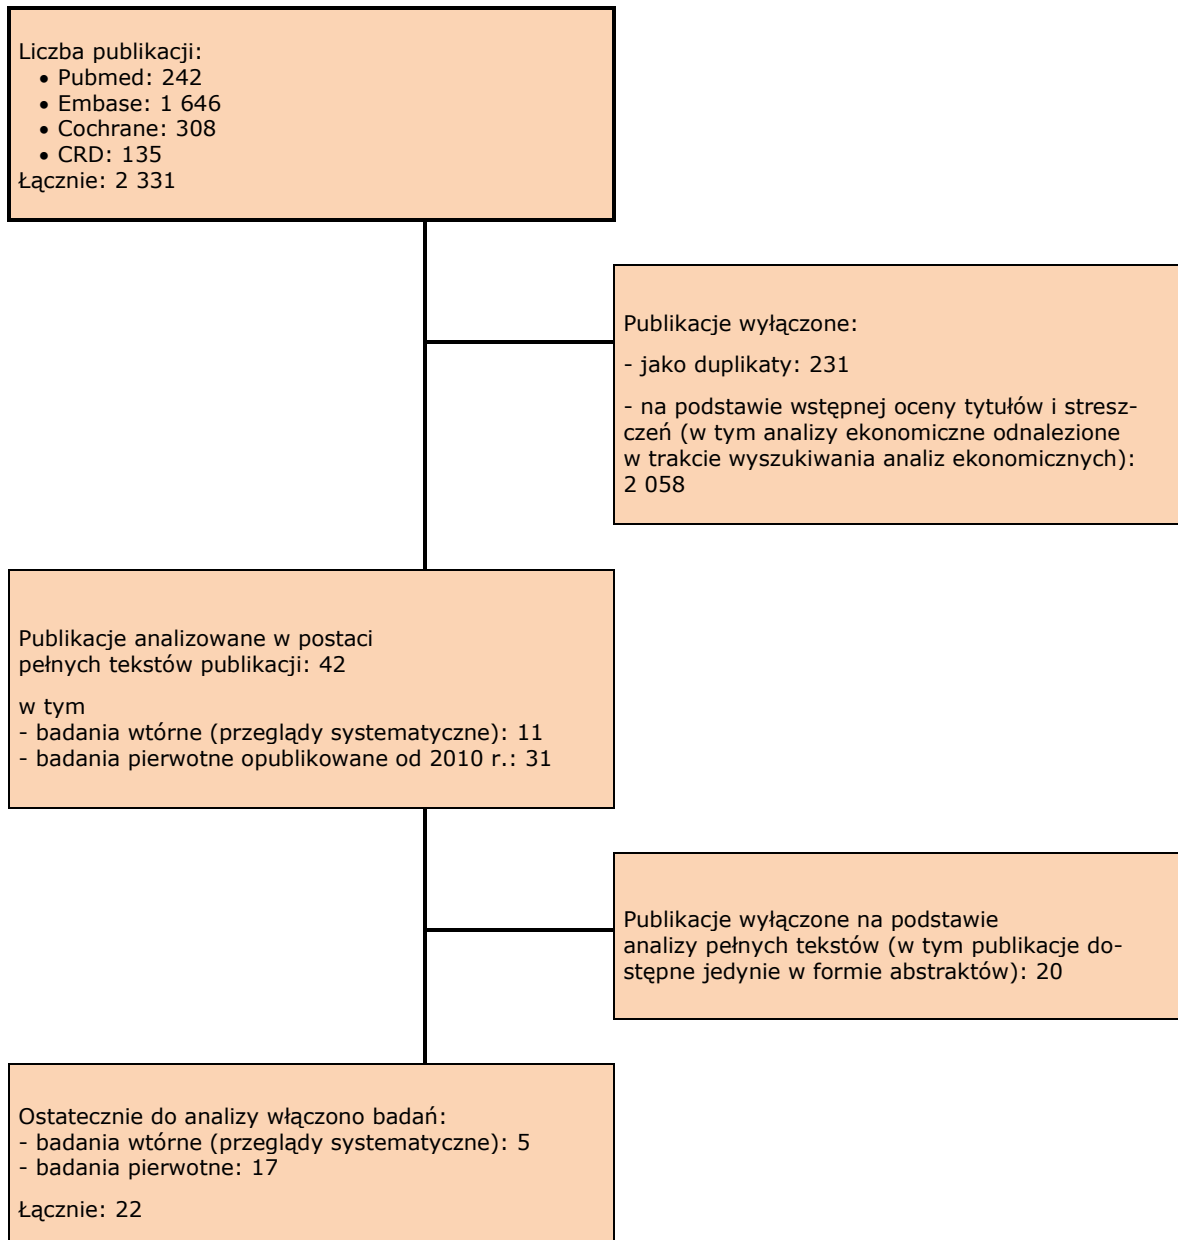 Liczba publikacji:
• Pubmed: 242
• Embase: 1 646
• Cochrane: 308
• CRD: 135
Łącznie: 2 331
Publikacje wyłączone:
- jako duplikaty: 231
- na podstawie wstępnej oceny tytułów i stresz-
czeń (w tym analizy ekonomiczne odnalezione
w trakcie wyszukiwania analiz ekonomicznych):
2 058
Publikacje analizowane w postaci
pełnych tekstów publikacji: 42
w tym
- badania wtórne (przeglądy systematyczne): 11
- badania pierwotne opublikowane od 2010 r.: 31
Publikacje wyłączone na podstawie
analizy pełnych tekstów (w tym publikacje do-
stępne jedynie w formie abstraktów): 20
Ostatecznie do analizy włączono badań:
- badania wtórne (przeglądy systematyczne): 5
- badania pierwotne: 17
Łącznie: 22